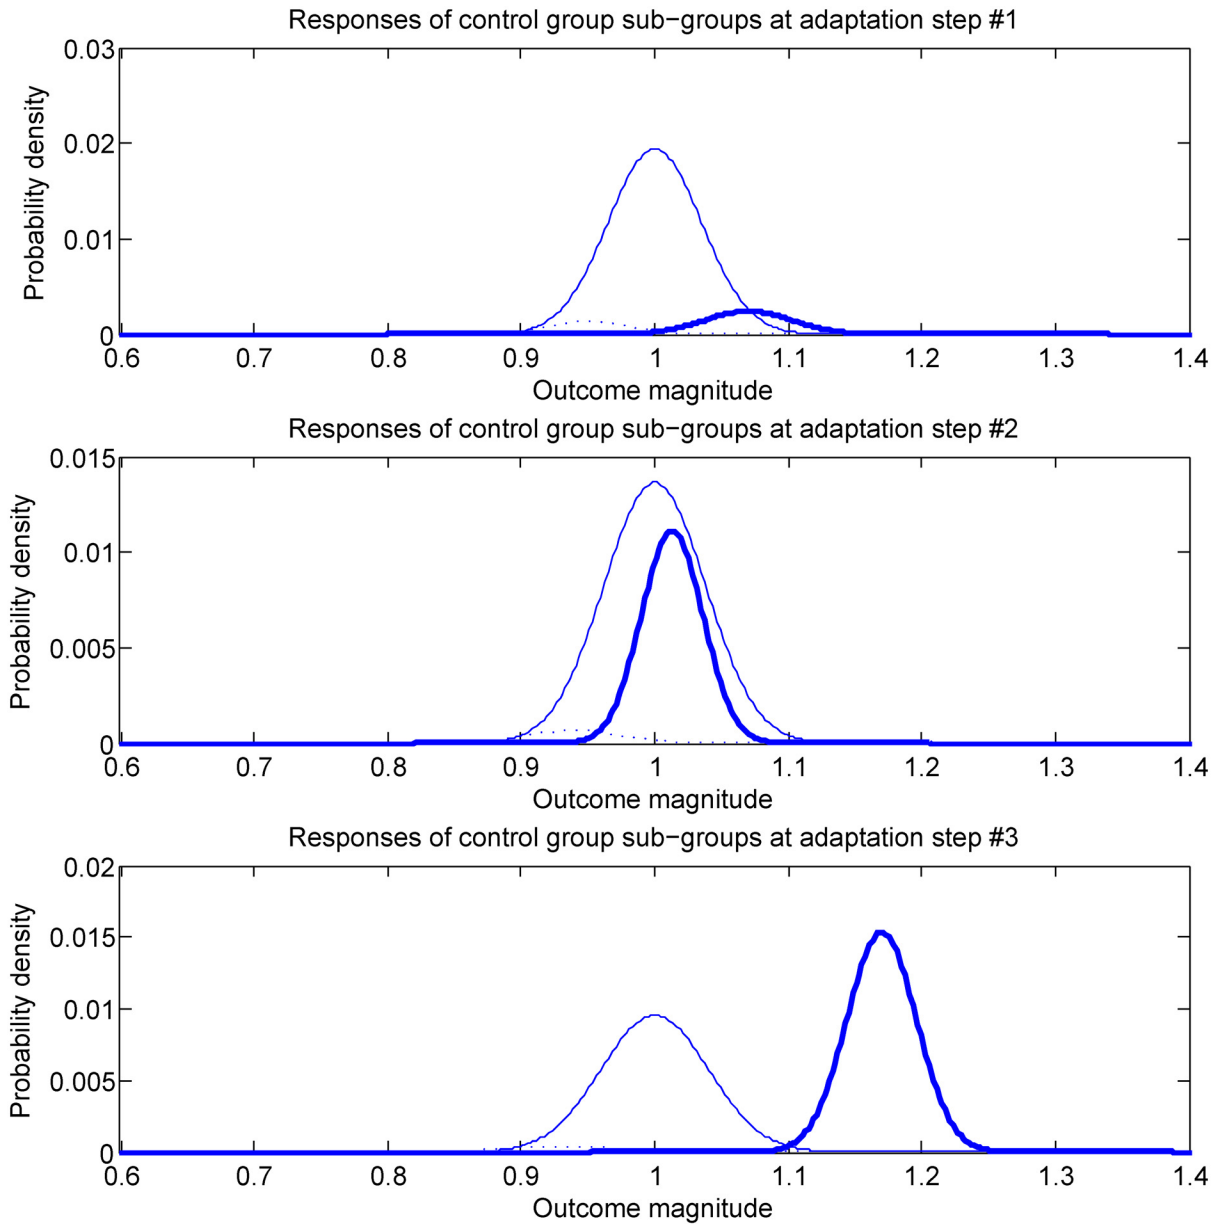 Responses of control group sub−groups at adaptation step #1
0.03
0.02
0.01
0
Probability density
0.6 0.7 0.8 0.9 1 1.1 1.2 1.3 1.4
Outcome magnitude
Responses of control group sub−groups at adaptation step #2
0.015
0.01
0.005
0
Probability density
0.6 0.7 0.8 0.9 1 1.1 1.2 1.3 1.4
Outcome magnitude
Responses of control group sub−groups at adaptation step #3
0.02
0.015
0.01
0.005
0
Probability density
0.6 0.7 0.8 0.9 1 1.1 1.2 1.3 1.4
Outcome magnitude